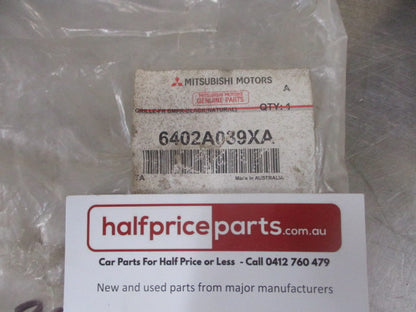 MITSUBISHI MOTORS
A
MITSUBISHI MOTORS
GENUINE PARTS
QTY: 1
6402A039XA
Made in AUSTRALIA
halfpriceparts.com.au
Car Parts For Half Price or Less - Call 0412 760 479
New and used parts from major manufacturers